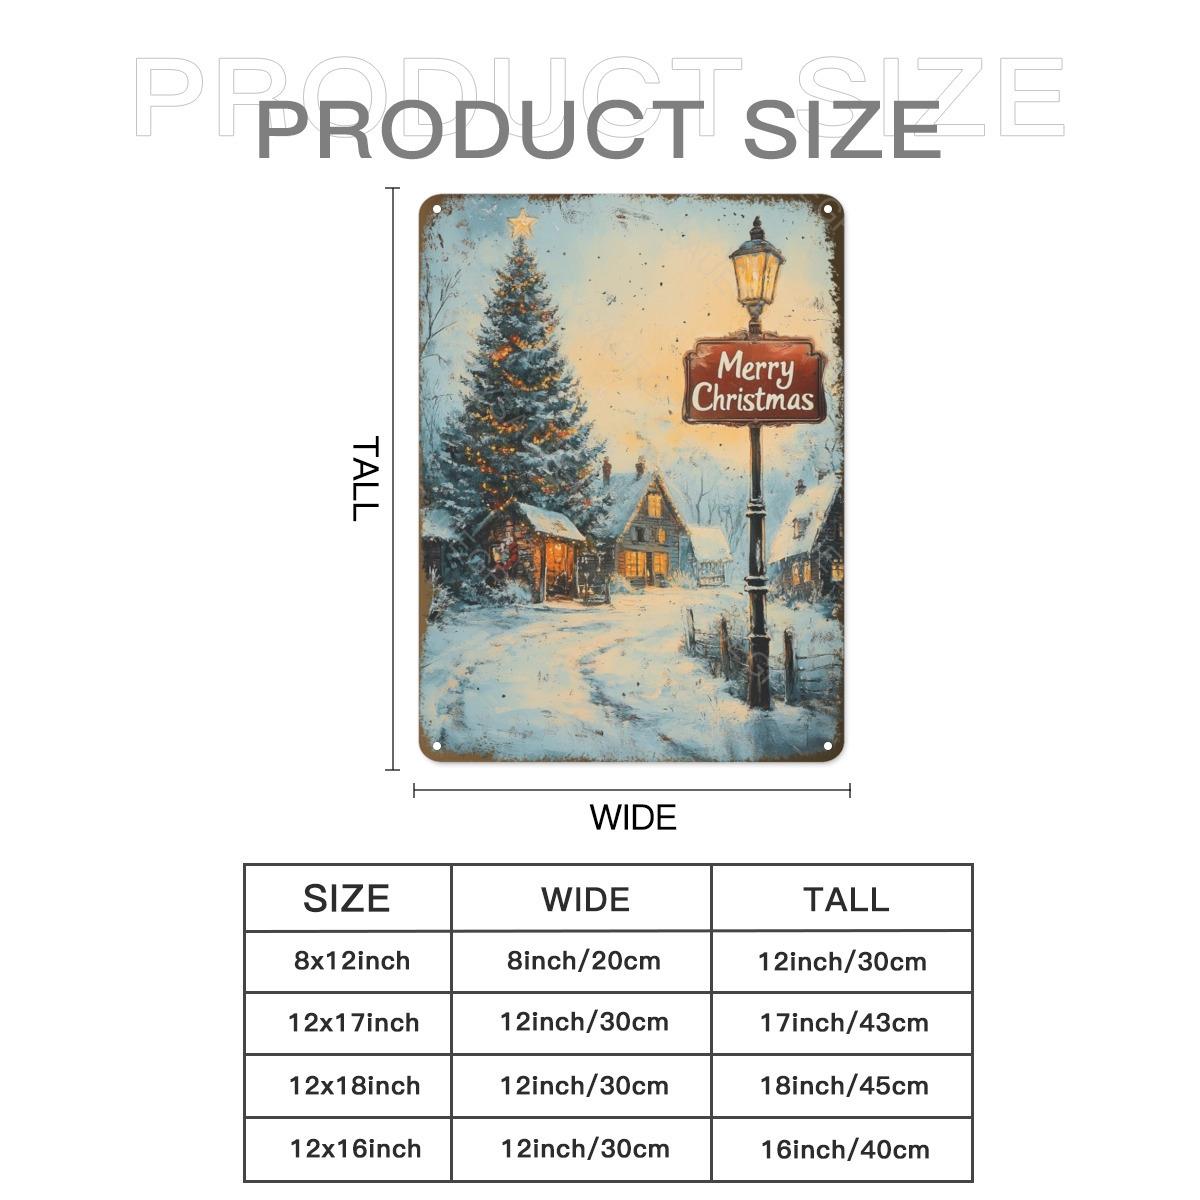 PRODUCT SIZE
PRODUCT SIZE
Merry
Christmas
TALL
WIDE
SIZE WIDE TALL
8x12inch 8inch/20cm 12inch/30cm
12x17inch 12inch/30cm 17inch/43cm
12x18inch 12inch/30cm 18inch/45cm
12x16inch 12inch/30cm 16inch/40cm